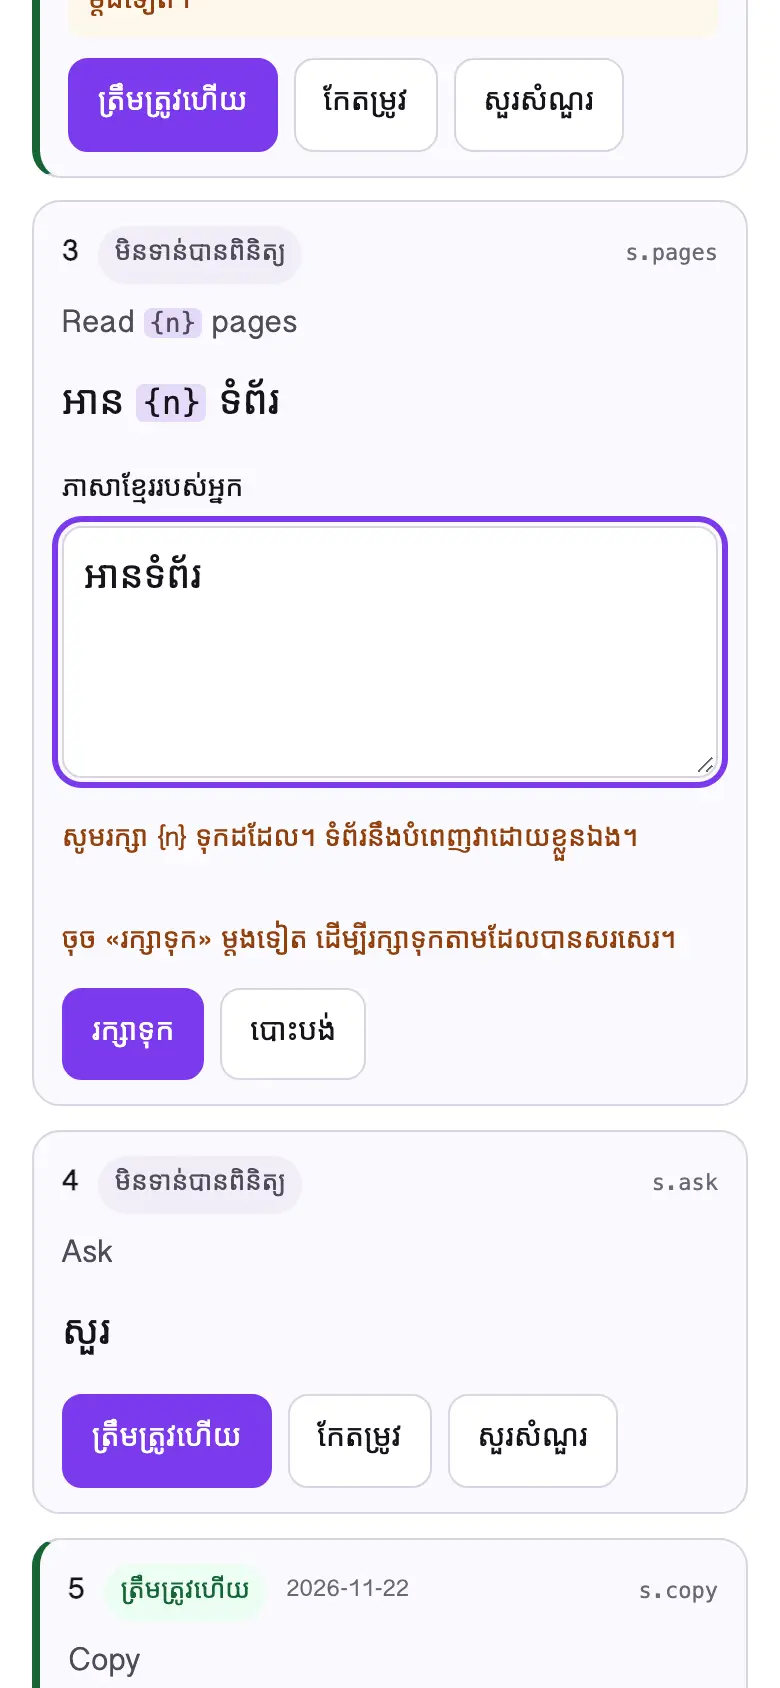 ម្ដងទៀត។
ត្រឹមត្រូវហើយ កែតម្រូវ សួរសំណួរ
3 មិនទាន់បានពិនិត្យ s.pages
Read {n} pages
អាន {n} ទំព័រ
ភាសាខ្មែររបស់អ្នក
អានទំព័រ
សូមរក្សា {n} ទុកដដែល។ ទំព័រនឹងបំពេញវាដោយខ្លួនឯង។
ចុច «រក្សាទុក» ម្ដងទៀត ដើម្បីរក្សាទុកតាមដែលបានសរសេរ។
រក្សាទុក បោះបង់
4 មិនទាន់បានពិនិត្យ s.ask
Ask
សួរ
ត្រឹមត្រូវហើយ កែតម្រូវ សួរសំណួរ
5 ត្រឹមត្រូវហើយ 2026-11-22 s.copy
Copy